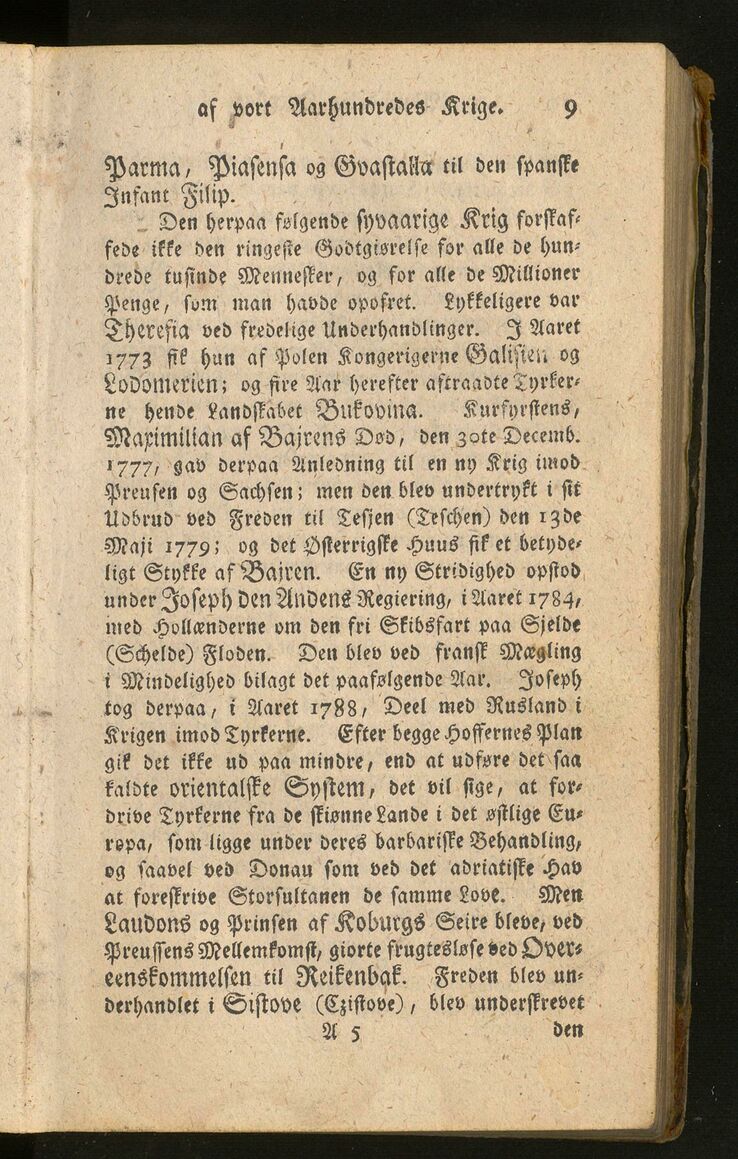 af vort Aarhundredes Krige. 9
Parma, Piasensa og Gvastalla til den spanske
Infant Filip.
Den herpaa følgende syvaarige Krig forskaf-
fede ikke den ringeste Godtgiørelse for alle de hun-
drede tusinde Mennesker, og for alle de Millioner
Penge, som man havde opofret. Lykkeligere var
Theresia ved fredelige Underhandlinger. I Aaret
1773 fik hun af Polen Kongerigerne Galisien og
Lodomerien; og fire Aar herefter aftraadte Tyrker-
ne hende Landskabet Bukovina. Kurfyrstens,
Maximilian af Bajrens Død, den 30te Decemb.
1777, gav derpaa Anledning til en ny Krig imod
Preusen og Sachsen; men den blev undertrykt i sit
Udbrud ved Freden til Tesjen (Teschen) den 13de
Maji 1779; og det Østerrigske Huus fik et betyde-
ligt Stykke af Bajren. En ny Stridighed opstod
under Joseph den Andens Regiering, i Aaret 1784,
med Hollænderne om den fri Skibsfart paa Sjelde
(Schelde) Floden. Den blev ved fransk Mægling
i Mindelighed bilagt det paafølgende Aar. Joseph
tog derpaa, i Aaret 1788, Deel med Rusland i
Krigen imod Tyrkerne. Efter begge Hoffernes Plan
gik det ikke ud paa mindre, end at udføre det saa
kaldte orientalske System, det vil sige, at for-
drive Tyrkerne fra de skiønne Lande i det østlige Eu-
ropa, som ligge under deres barbariske Behandling,
og saavel ved Donau som ved det adriatiske Hav
at foreskrive Storsultanen de samme Love. Men
Laudons og Prinsen af Koburgs Seire bleve, ved
Preussens Mellemkomst, giorte frugtesløse ved Over-
eenskommelsen til Reikenbak. Freden blev un-
derhandlet i Sistove (Czistove), blev underskrevet
A 5 den